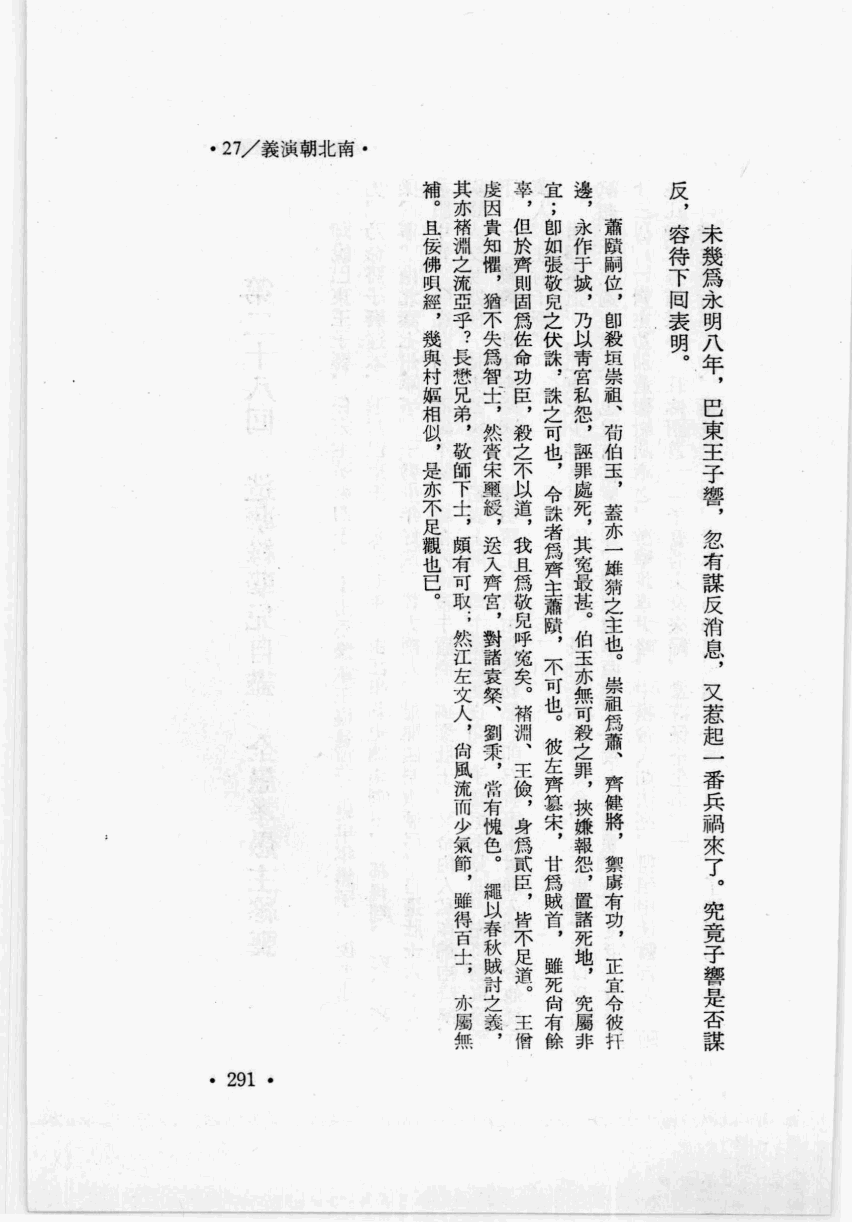 •27／義演朝北南•
未幾爲永明八年，巴東王子響，忽有謀反消息，又惹起一番兵禍來了。究竟子響是否謀
反，容待下回表明。
蕭賾嗣位，卽殺垣崇祖、荀伯玉，蓋亦一雄猜之主也。崇祖爲蕭、齊健將，禦虜有功，正宜令彼扞
邊，永作干城，乃以靑宮私怨，誣罪處死，其寃最甚。伯玉亦無可殺之罪，挾嫌報怨，置諸死地，究屬非
宜；卽如張敬兒之伏誅，誅之可也，令誅者爲齊主蕭賾，不可也。彼左齊篡宋，甘爲賊首，雖死尙有餘
辜，但於齊則固爲佐命功臣，殺之不以道，我且爲敬兒呼寃矣。褚淵、王儉，身爲貳臣，皆不足道。王僧
虔因貴知懼，猶不失爲智士，然賫宋璽綬，送入齊宮，對諸袁粲、劉秉，當有愧色。繩以春秋賊討之義，
其亦褚淵之流亞乎？長懋兄弟，敬師下士，頗有可取；然江左文人，尙風流而少氣節，雖得百士，亦屬無
補。且佞佛唄經，幾與村嫗相似，是亦不足觀也已。
•291•